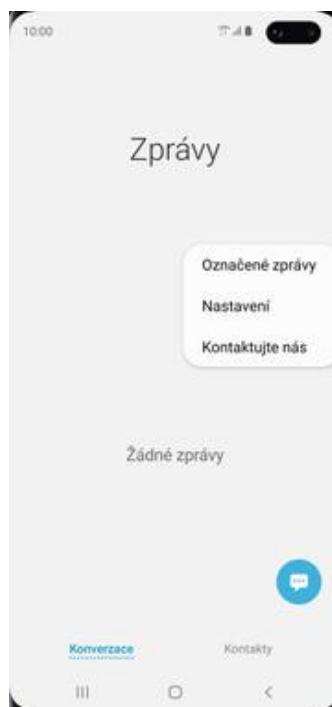 10:00
Zprávy
Označené zprávy
Nastavení
Kontaktujte nás
Žádné zprávy
Konverzace
Kontakty